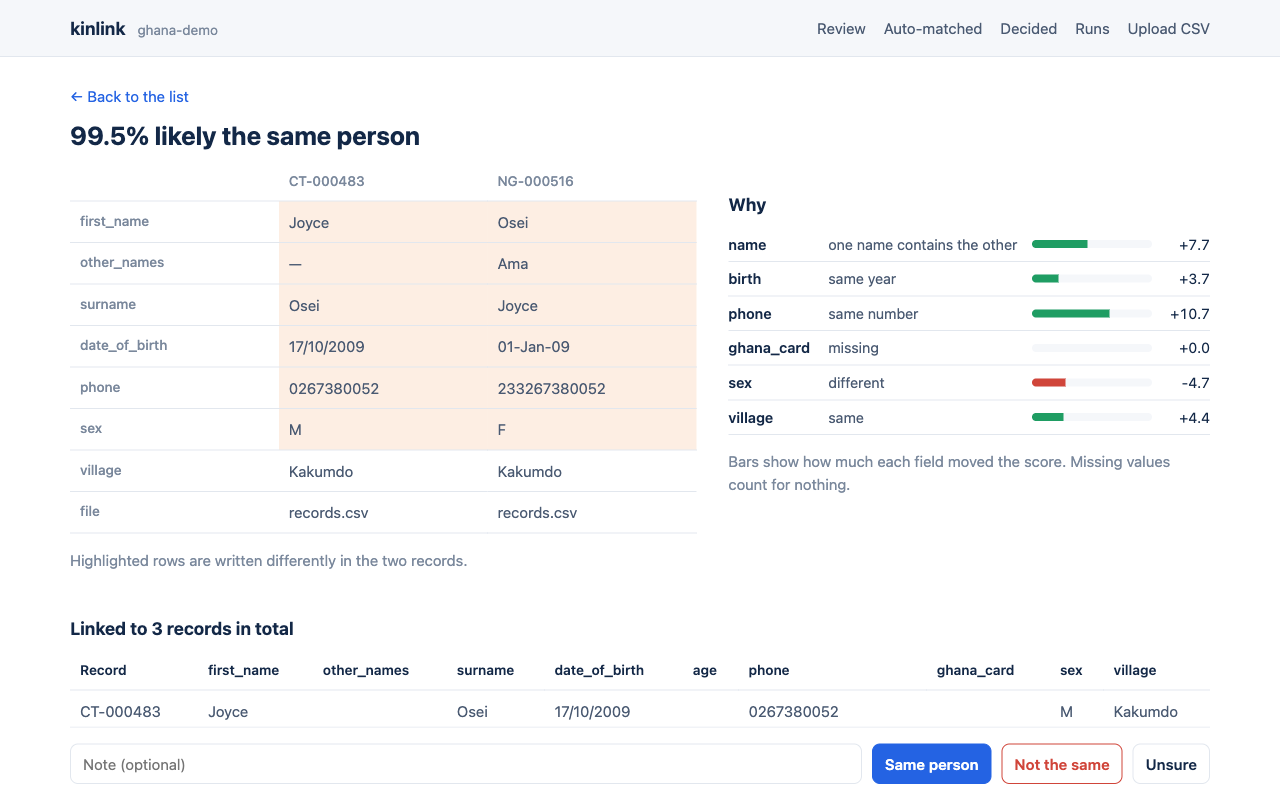 kinlink ghana-demo Review Auto-matched Decided Runs Upload CSV
← Back to the list
99.5% likely the same person
CT-000483 NG-000516
first_name Joyce Osei
other_names — Ama
surname Osei Joyce
date_of_birth 17/10/2009 01-Jan-09
phone 0267380052 233267380052
sex M F
village Kakumdo Kakumdo
file records.csv records.csv
Highlighted rows are written differently in the two records.
Why
name one name contains the other +7.7
birth same year +3.7
phone same number +10.7
ghana_card missing +0.0
sex different -4.7
village same +4.4
Bars show how much each field moved the score. Missing values
count for nothing.
Linked to 3 records in total
Record first_name other_names surname date_of_birth age phone ghana_card sex village
CT-000483 Joyce Osei 17/10/2009 0267380052 M Kakumdo
Note (optional) Same person Not the same Unsure